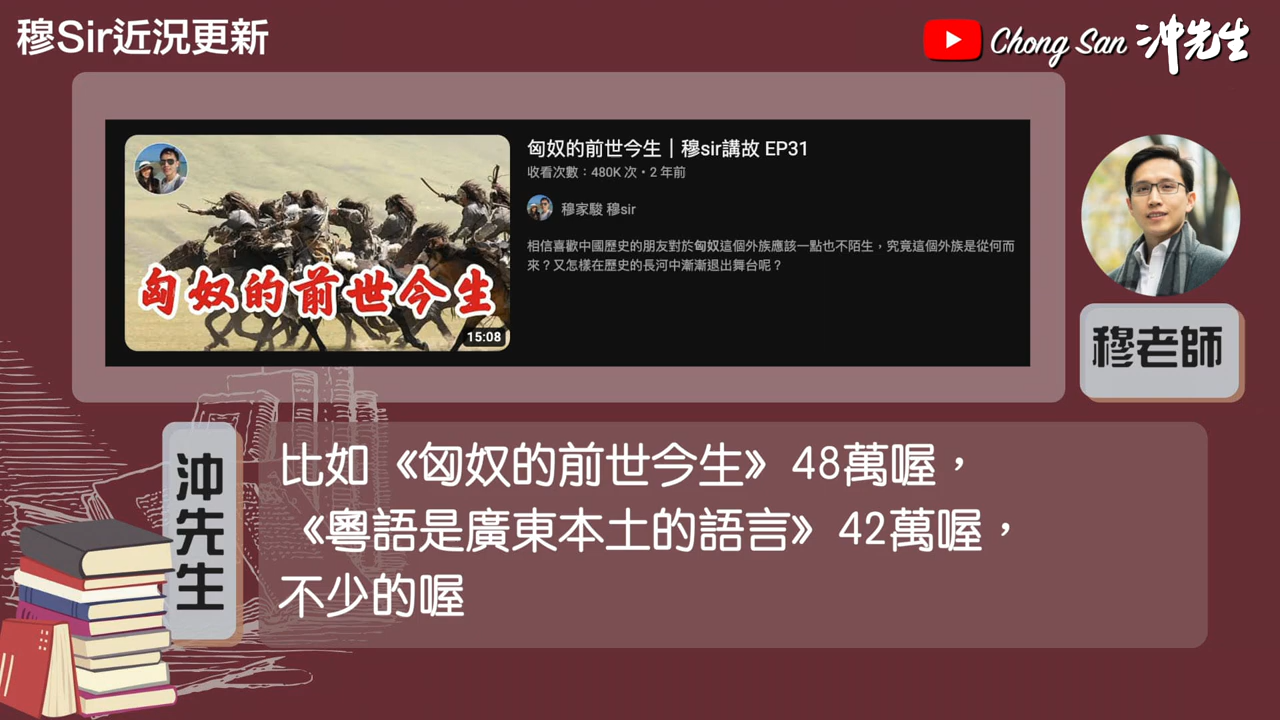 穆Sir近況更新
Chong San 沖先生
匈奴的前世今生｜穆sir講故 EP31
收看次數：480K 次・2 年前
穆家駿 穆sir
相信喜歡中國歷史的朋友對於匈奴這個外族應該一點也不陌生，究竟這個外族是從何而
來？又怎樣在歷史的長河中漸漸退出舞台呢？
匈奴的前世今生
15:08
穆老師
沖先生
比如《匈奴的前世今生》48萬喔，
《粵語是廣東本土的語言》42萬喔，
不少的喔